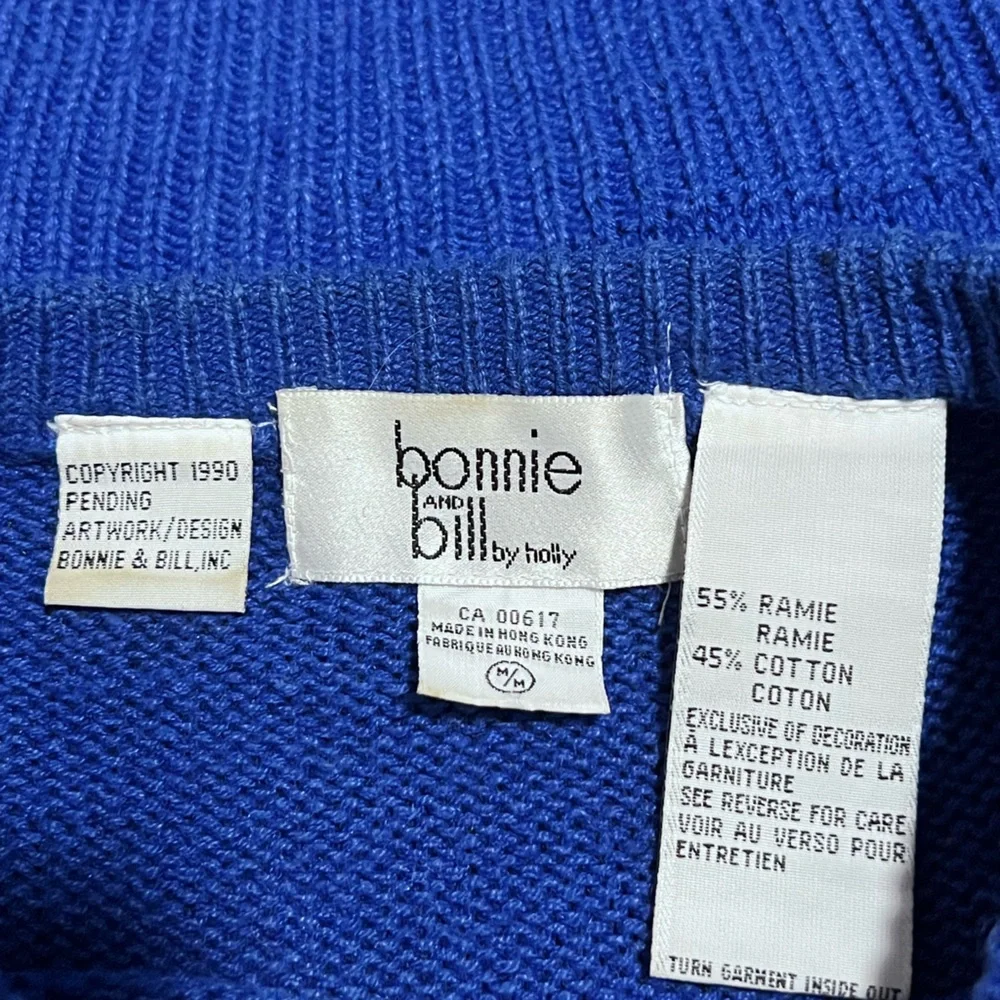 COPYRIGHT 1990
PENDING
ARTWORK/DESIGN
BONNIE & BILL,INC
bonnie
AND
bill by holly
CA 00617
MADE IN HONG KONG
FABRIQUE AU HONG KONG
M/M
55% RAMIE
RAMIE
45% COTTON
COTON
EXCLUSIVE OF DECORATION
À LEXCEPTION DE LA
GARNITURE
SEE REVERSE FOR CARE
VOIR AU VERSO POUR
ENTRETIEN
TURN GARMENT INSIDE OUT